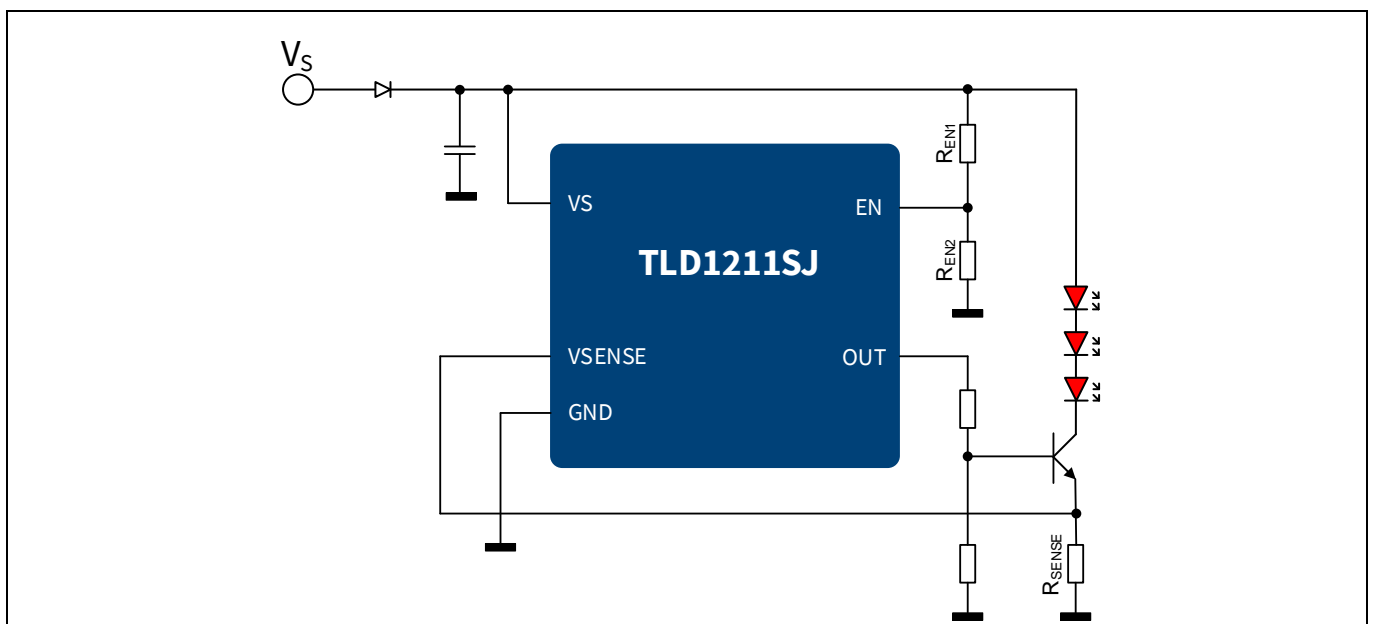 VS
REN1
VS
EN
TLD1211SJ
REN2
VSENSE
OUT
GND
RSENSE